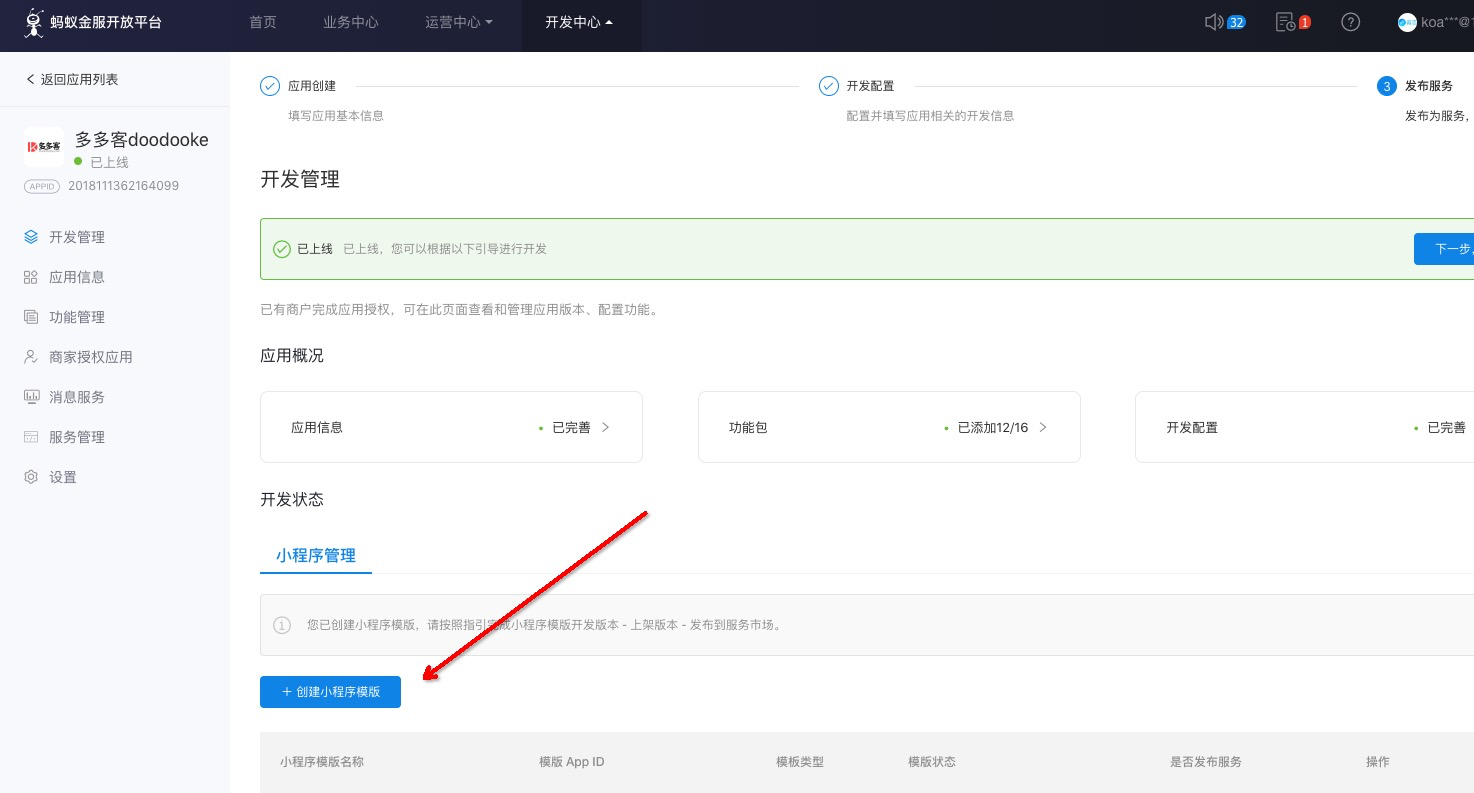 蚂蚁金服开放平台 首页 业务中心 运营中心 开发中心 32 1 koa***@1
返回应用列表
多多客
多多客doodooke
已上线
APPID 2018111362164099
开发管理
应用信息
功能管理
商家授权应用
消息服务
服务管理
设置
应用创建 开发配置 3 发布服务
填写应用基本信息 配置并填写应用相关的开发信息 发布为服务，
开发管理
已上线 已上线，您可以根据以下引导进行开发 下一步，
已有商户完成应用授权，可在此页面查看和管理应用版本、配置功能。
应用概况
应用信息 已完善 功能包 已添加12/16 开发配置 已完善
开发状态
小程序管理
您已创建小程序模版，请按照指引完成小程序模版开发版本 - 上架版本 - 发布到服务市场。
+ 创建小程序模版
小程序模版名称 模版 App ID 模板类型 模版状态 是否发布服务 操作